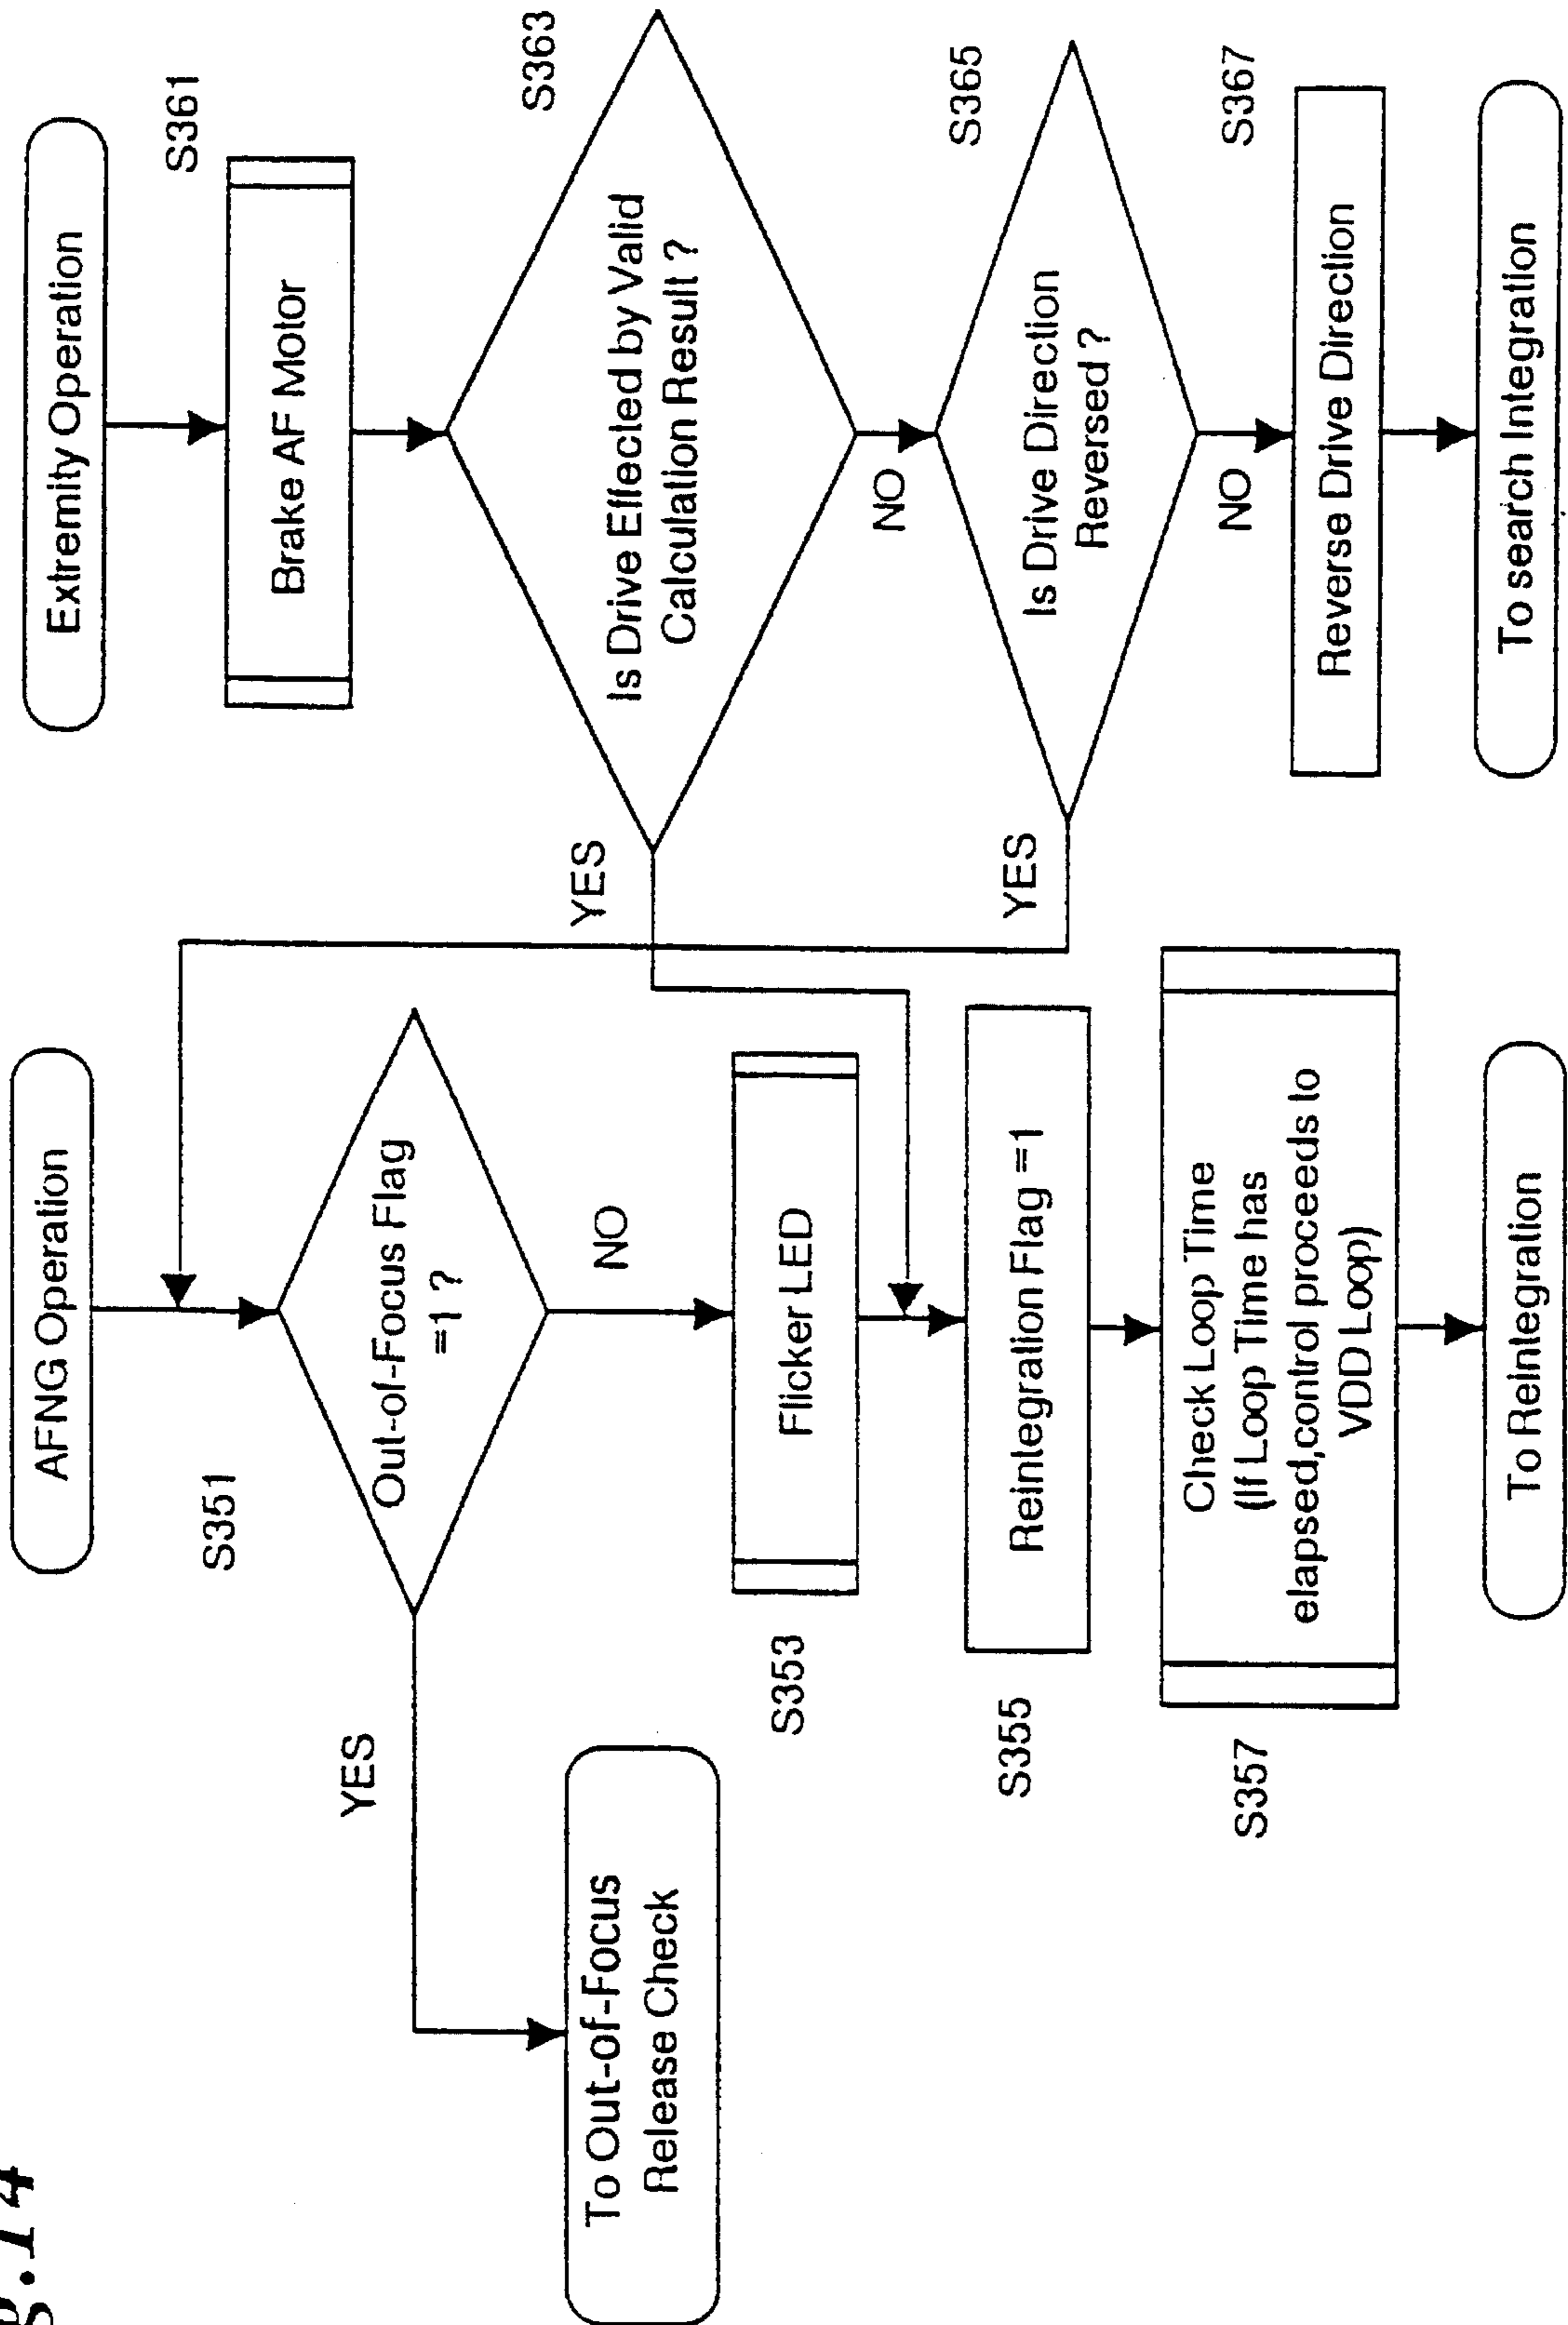 g.14
AFNG Operation
S351
Out-of-Focus Flag
=1 ?
YES
NO
To Out-of-Focus
Release Check
S353
Flicker LED
S355
Reintegration Flag =1
S357
Check Loop Time
(If Loop Time has
elapsed,control proceeds to
VDD Loop)
To Reintegration
Extremity Operation
S361
Brake AF Motor
S363
Is Drive Effected by Valid
Calculation Result ?
YES
NO
S365
Is Drive Direction
Reversed ?
YES
NO
S367
Reverse Drive Direction
To search Integration